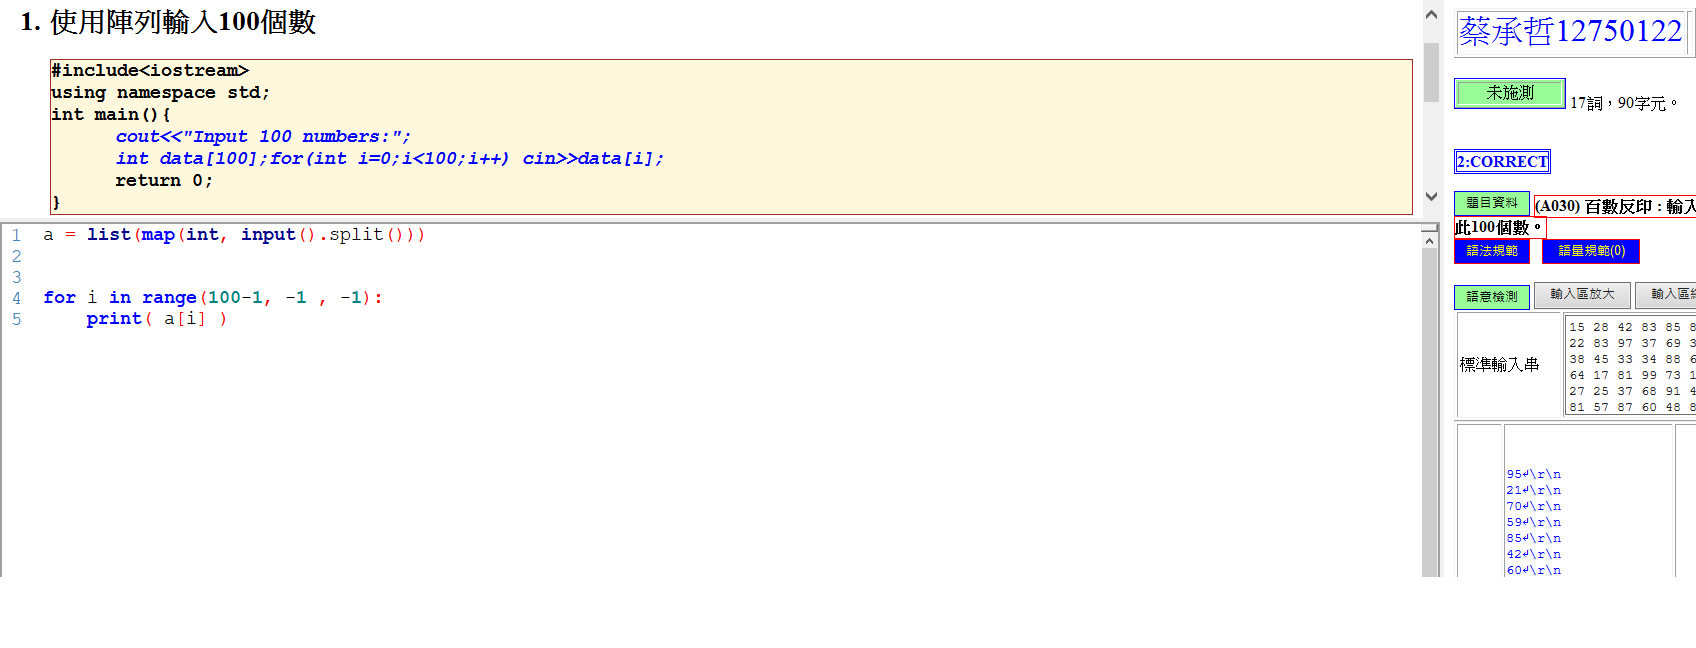 1. 使用陣列輸入100個數
#include<iostream>
using namespace std;
int main(){
cout<<"Input 100 numbers:";
int data[100];for(int i=0;i<100;i++) cin>>data[i];
return 0;
}
1 a = list(map(int, input().split()))
2
3
4 for i in range(100-1, -1 , -1):
5 print( a[i] )
蔡承哲12750122
未施測 17詞，90字元。
2:CORRECT
題目資料 (A030) 百數反印：輸入
此100個數。
語法規範 語量規範(0)
語意檢測 輸入區放大 輸入區
標準輸入串
15 28 42 83 85
22 83 97 37 69
38 45 33 34 88
64 17 81 99 73
27 25 37 68 91
81 57 87 60 48
95↲\r\n
21↲\r\n
70↲\r\n
59↲\r\n
85↲\r\n
42↲\r\n
60↲\r\n